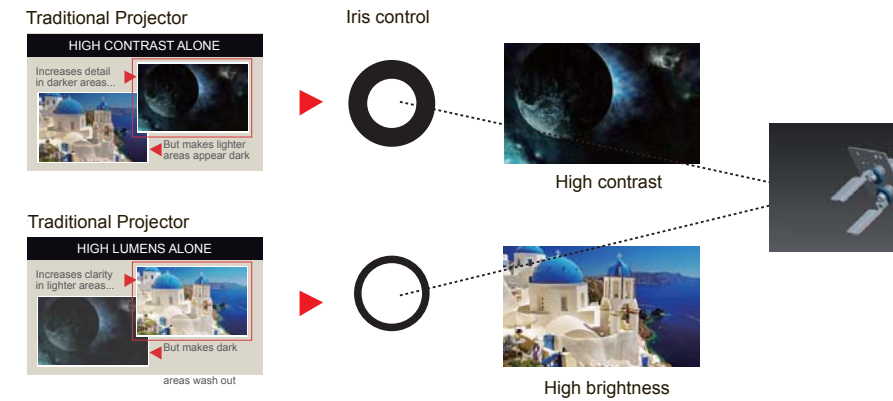 Traditional Projector
Iris control
HIGH CONTRAST ALONE
Increases detail
in darker areas...
But makes lighter
areas appear dark
High contrast
Traditional Projector
HIGH LUMENS ALONE
Increases clarity
in lighter areas...
But makes dark
areas wash out
High brightness